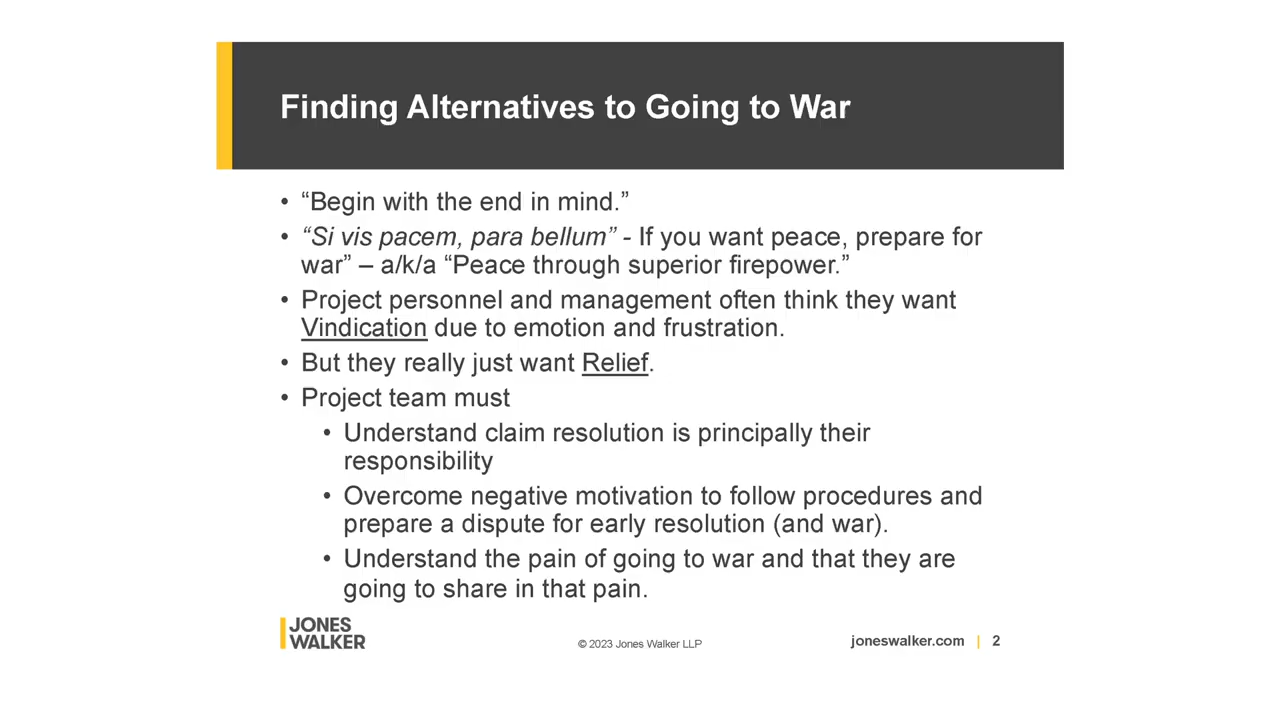 Finding Alternatives to Going to War
• “Begin with the end in mind.”
• “Si vis pacem, para bellum” - If you want peace, prepare for
war” – a/k/a “Peace through superior firepower.”
• Project personnel and management often think they want
Vindication due to emotion and frustration.
• But they really just want Relief.
• Project team must
• Understand claim resolution is principally their
responsibility
• Overcome negative motivation to follow procedures and
prepare a dispute for early resolution (and war).
• Understand the pain of going to war and that they are
going to share in that pain.
JONES
WALKER
© 2023 Jones Walker LLP
joneswalker.com | 2